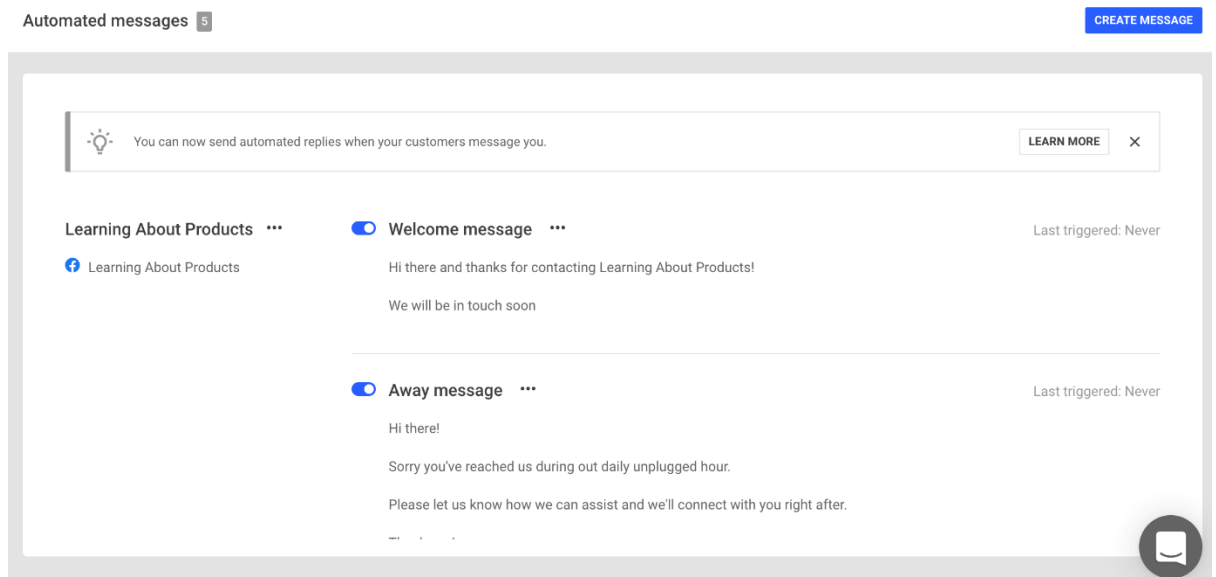 Automated messages 5
CREATE MESSAGE
You can now send automated replies when your customers message you.
LEARN MORE
Learning About Products
Learning About Products
Welcome message
Last triggered: Never
Hi there and thanks for contacting Learning About Products!
We will be in touch soon
Away message
Last triggered: Never
Hi there!
Sorry you've reached us during out daily unplugged hour.
Please let us know how we can assist and we'll connect with you right after.